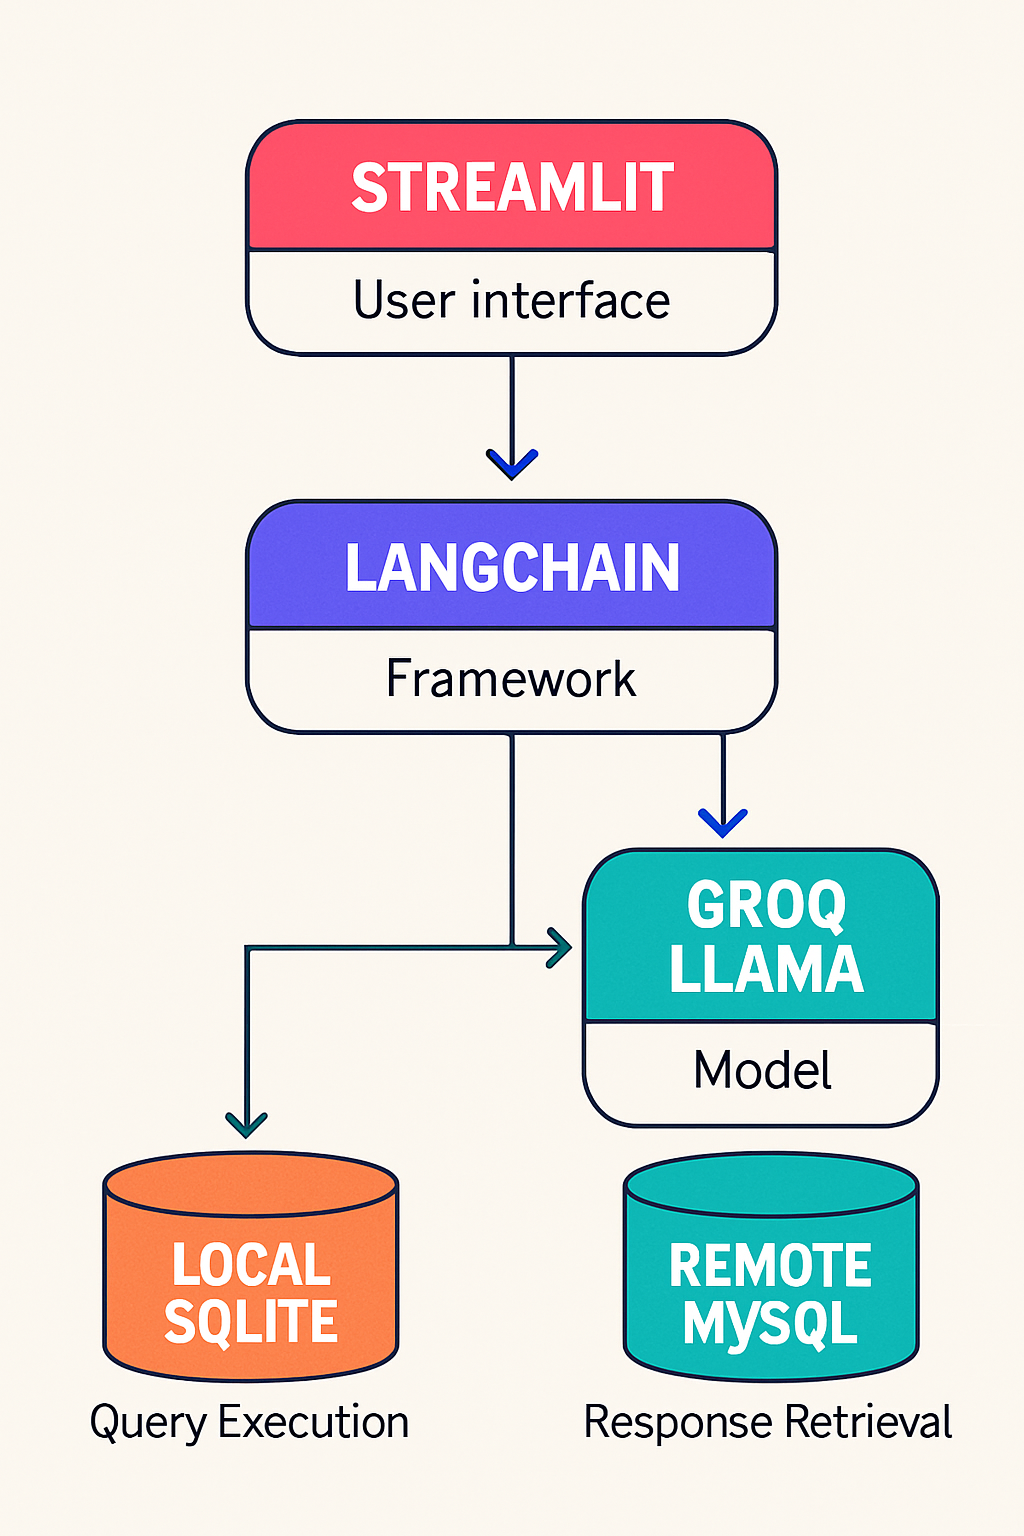 STREAMLIT
User interface
LANGCHAIN
Framework
GROQ
LLAMA
Model
LOCAL
SQLITE
Query Execution
REMOTE
MySQL
Response Retrieval